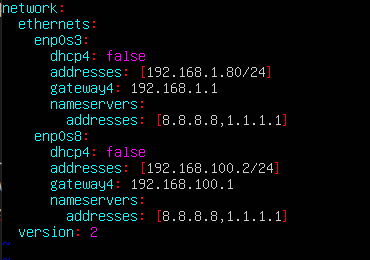 network:
  ethernets:
    enp0s3:
      dhcp4: false
      addresses: [192.168.1.80/24]
      gateway4: 192.168.1.1
      nameservers:
        addresses: [8.8.8.8,1.1.1.1]
    enp0s8:
      dhcp4: false
      addresses: [192.168.100.2/24]
      gateway4: 192.168.100.1
      nameservers:
        addresses: [8.8.8.8,1.1.1.1]
  version: 2
~